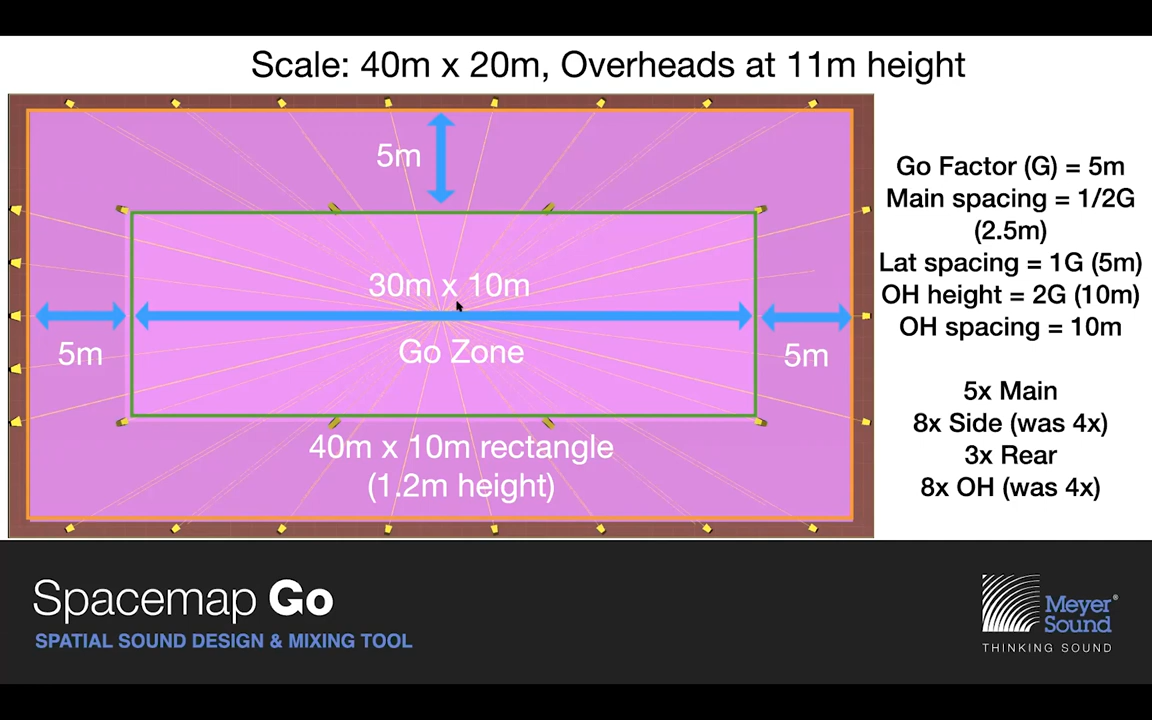 Scale: 40m x 20m, Overheads at 11m height
5m
30m x 10m
Go Zone
5m
5m
40m x 10m rectangle
(1.2m height)
Go Factor (G) = 5m
Main spacing = 1/2G
(2.5m)
Lat spacing = 1G (5m)
OH height = 2G (10m)
OH spacing = 10m
5x Main
8x Side (was 4x)
3x Rear
8x OH (was 4x)
Spacemap Go
SPATIAL SOUND DESIGN & MIXING TOOL
Meyer®
Sound
THINKING SOUND